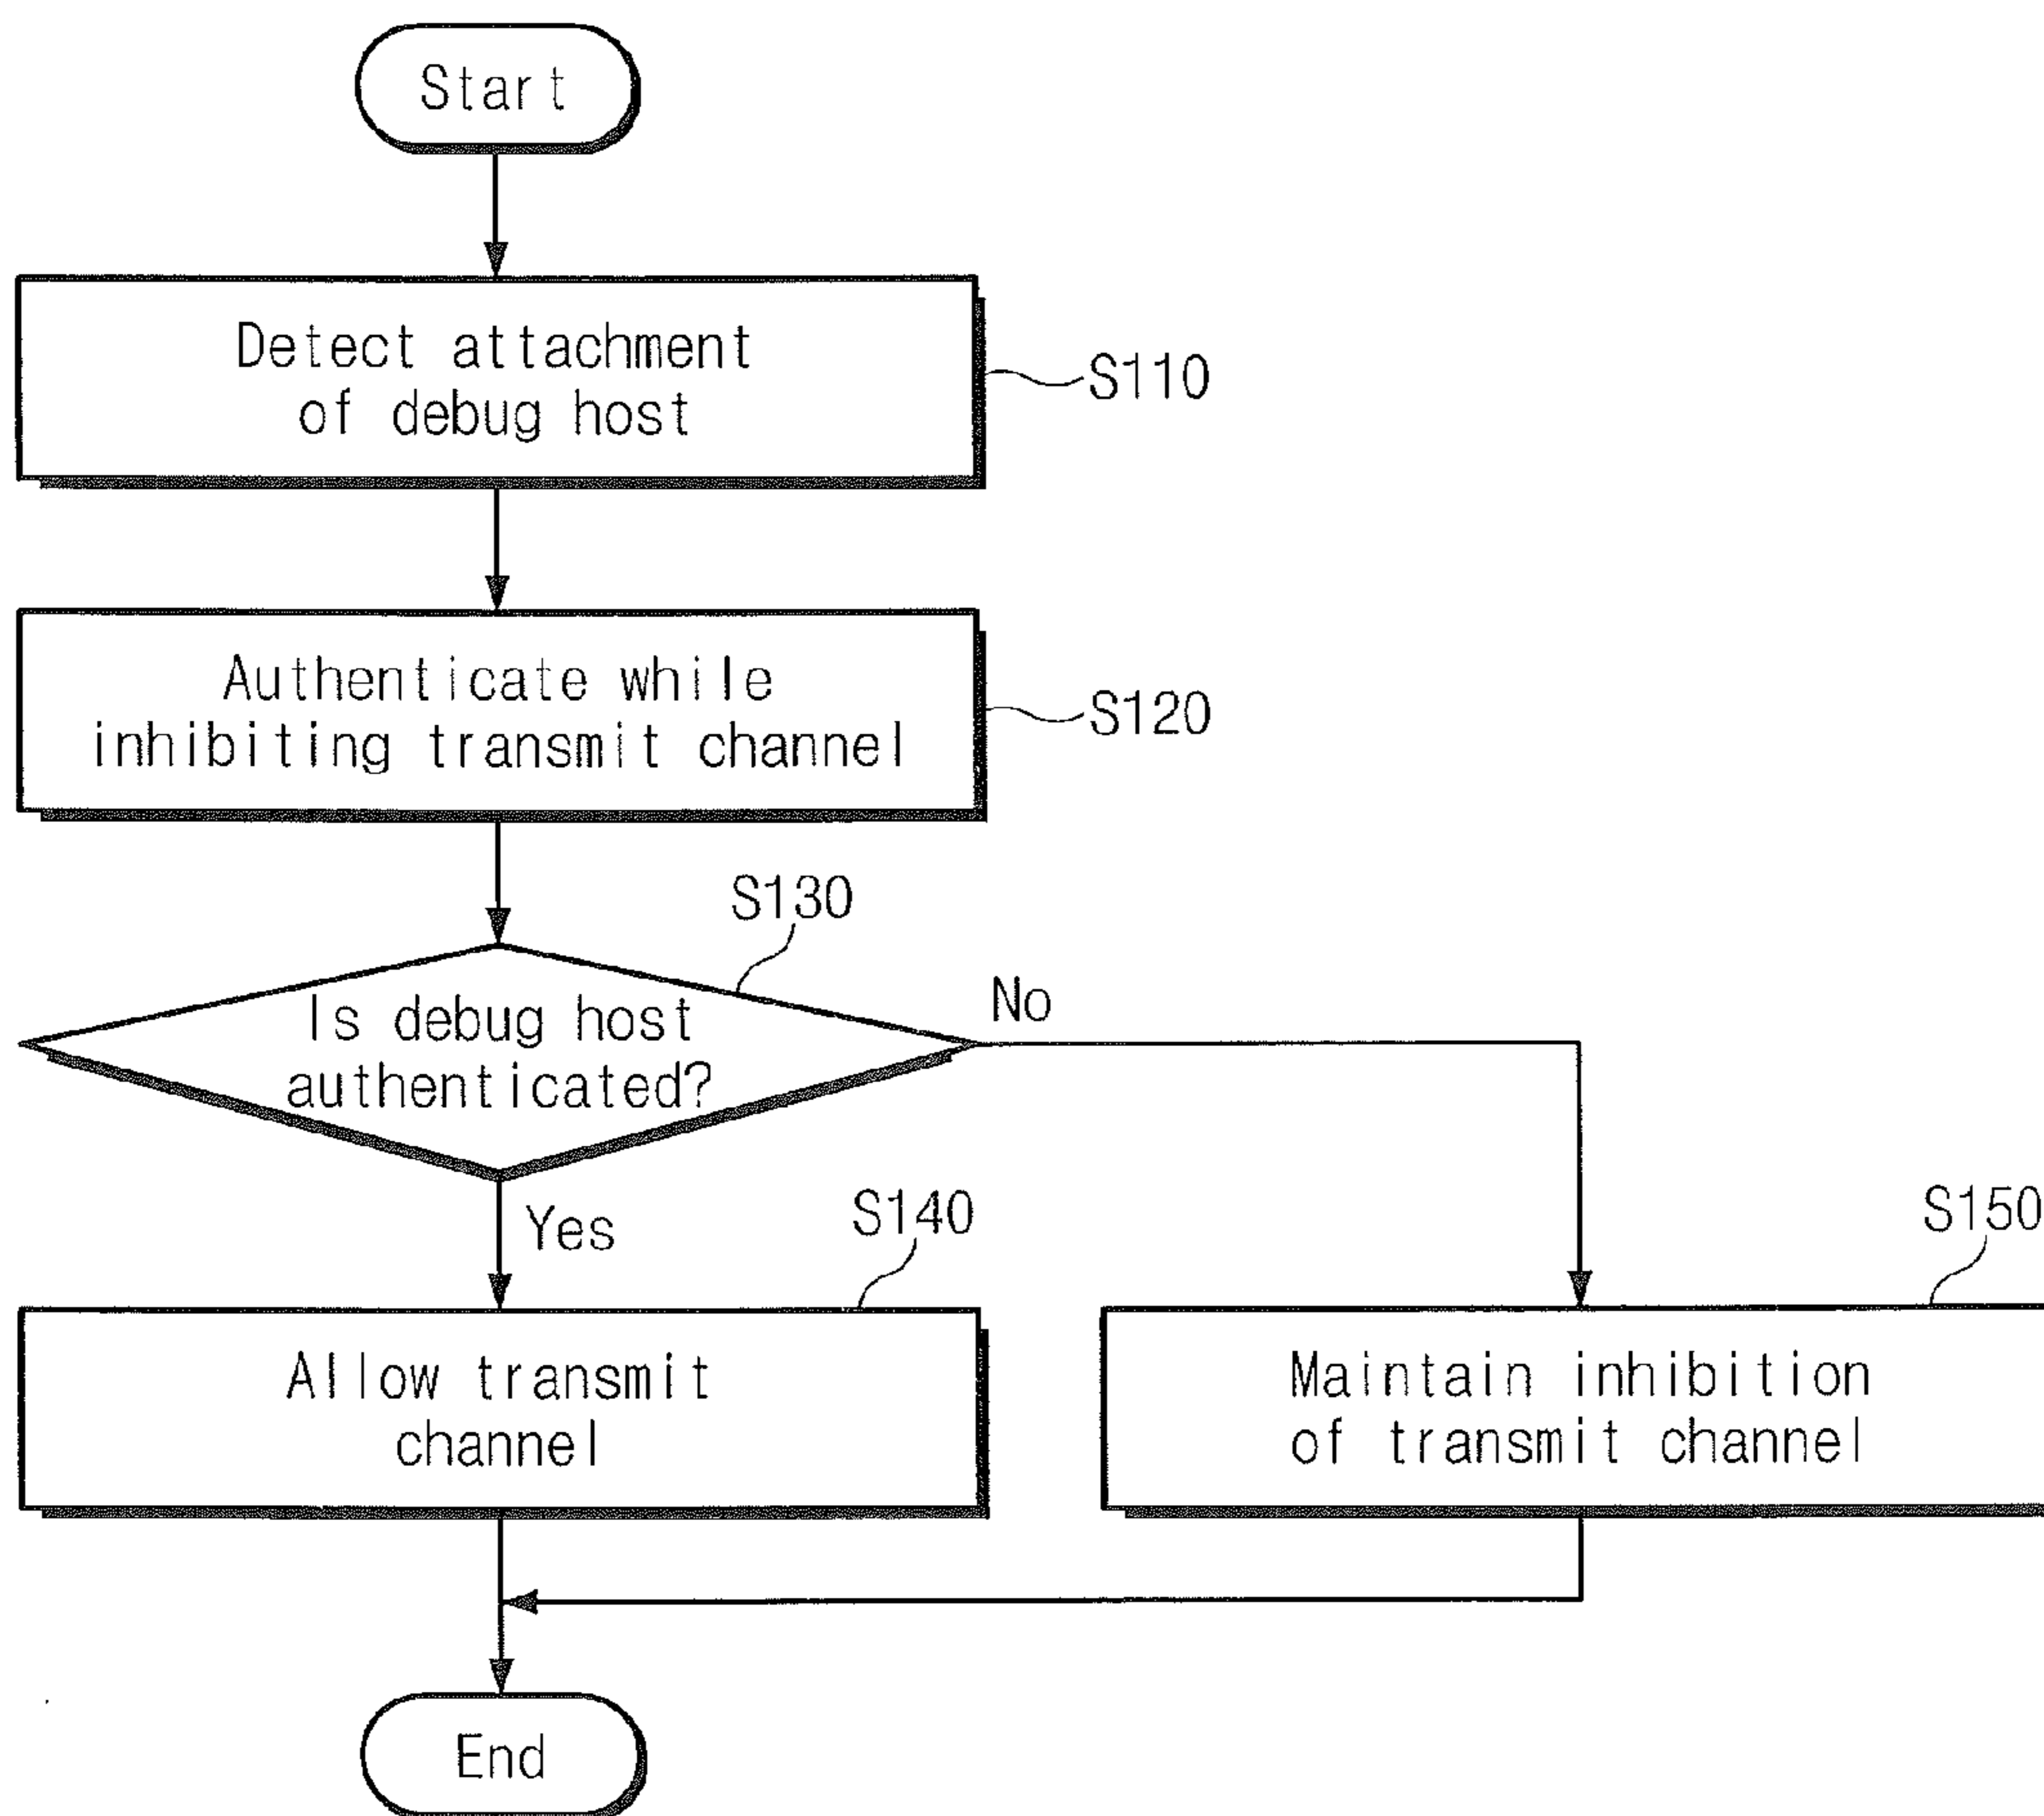 Start
Detect attachment
of debug host
S110
Authenticate while
inhibiting transmit channel
S120
S130
Is debug host
authenticated?
No
Yes
S140
S150
Allow transmit
channel
Maintain inhibition
of transmit channel
End